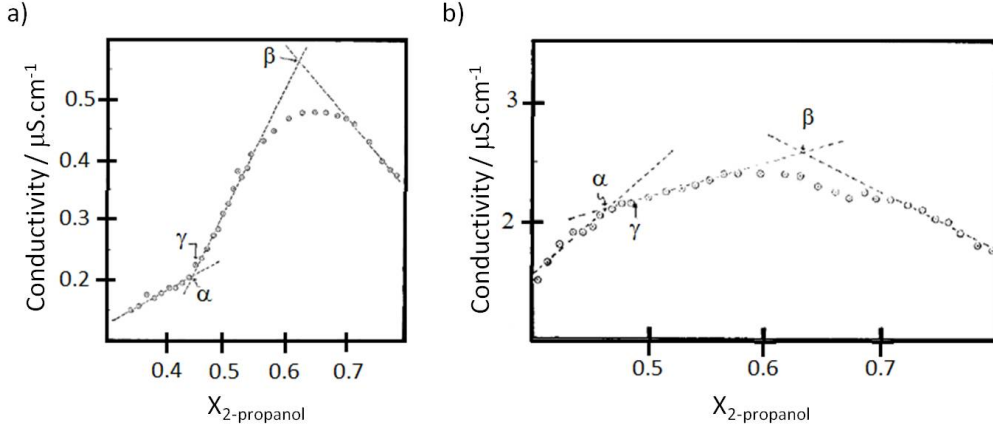 a)
Conductivity / μS.cm-1
0.5
0.4
0.3
0.2
β
γ
α
0.4 0.5 0.6 0.7
X2-propanol
b)
Conductivity / μS.cm-1
3
2
α
β
γ
0.5 0.6 0.7
X2-propanol